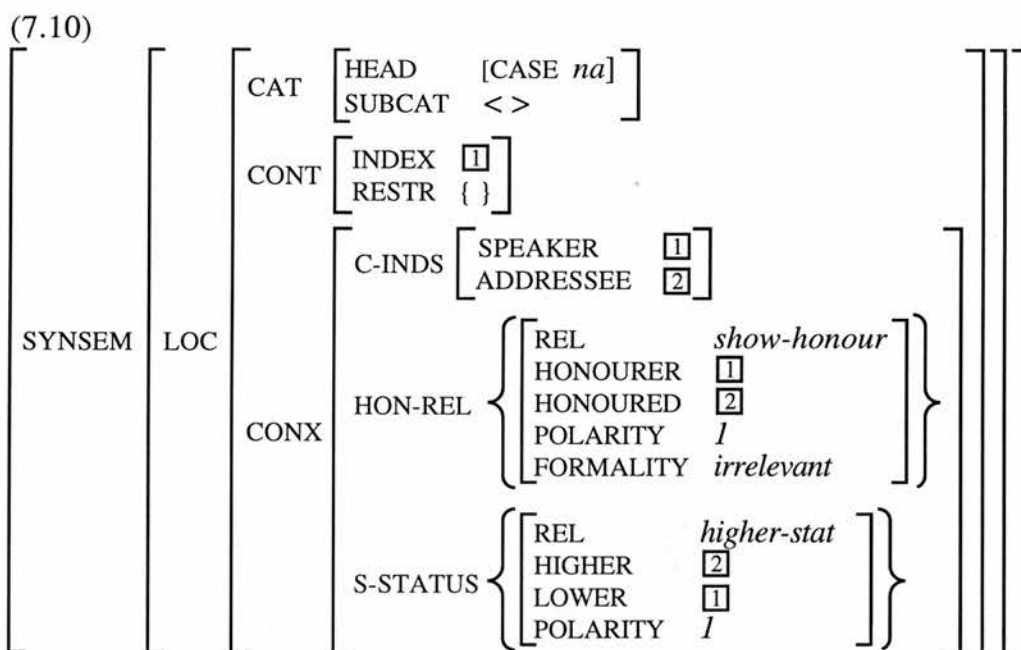 (7.10)
CAT
HEAD [CASE na]
SUBCAT < >
CONT
INDEX 1
RESTR { }
SYNSEM LOC CONX
C-INDS
SPEAKER 1
ADDRESSEE 2
HON-REL
REL show-honour
HONOURER 1
HONOURED 2
POLARITY 1
FORMALITY irrelevant
S-STATUS
REL higher-stat
HIGHER 2
LOWER 1
POLARITY 1